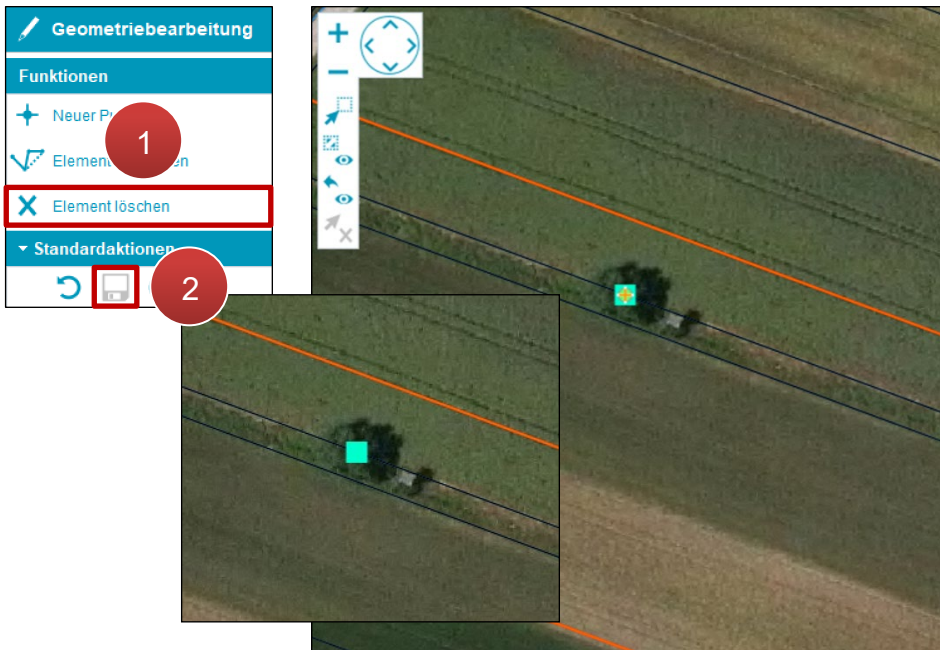 Geometriebearbeitung
Funktionen
Neuer
1
Element
Element löschen
Standardaktionen
2